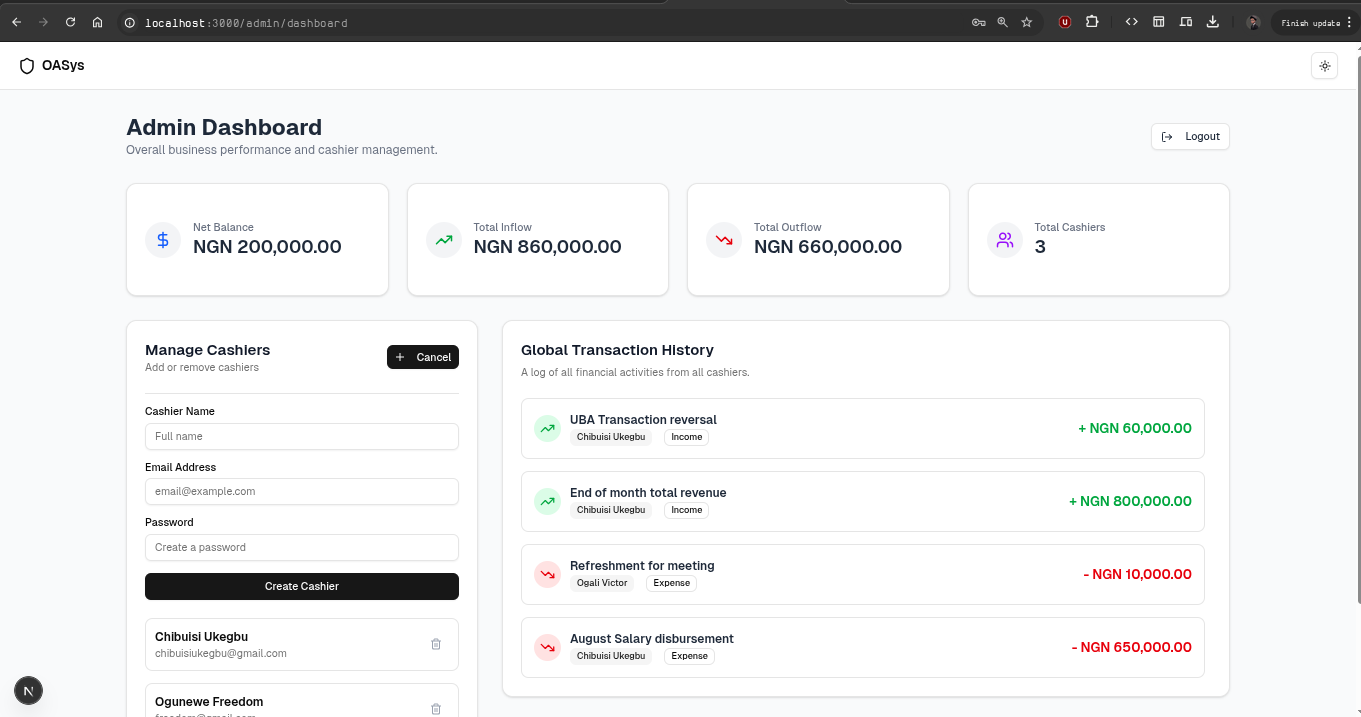 localhost:3000/admin/dashboard
Finish update
OASys
Admin Dashboard
Overall business performance and cashier management.
Logout
Net Balance
NGN 200,000.00
Total Inflow
NGN 860,000.00
Total Outflow
NGN 660,000.00
Total Cashiers
3
Manage Cashiers
Add or remove cashiers
Cancel
Cashier Name
Full name
Email Address
email@example.com
Password
Create a password
Create Cashier
Chibuisi Ukegbu
chibuisiukegbu@gmail.com
Ogunewe Freedom
Global Transaction History
A log of all financial activities from all cashiers.
UBA Transaction reversal
Chibuisi Ukegbu Income
+ NGN 60,000.00
End of month total revenue
Chibuisi Ukegbu Income
+ NGN 800,000.00
Refreshment for meeting
Ogali Victor Expense
- NGN 10,000.00
August Salary disbursement
Chibuisi Ukegbu Expense
- NGN 650,000.00
N